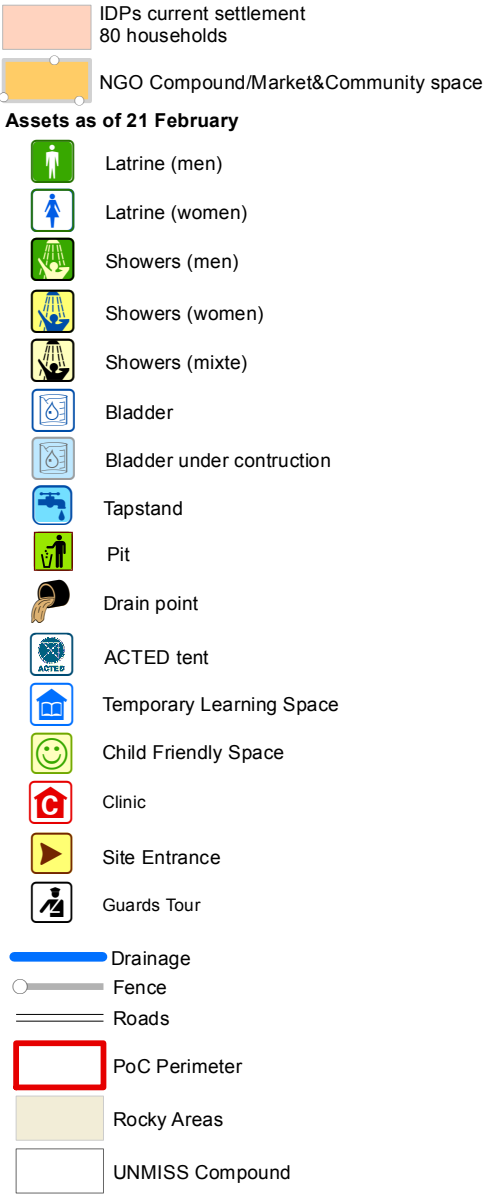 IDPs current settlement
80 households
NGO Compound/Market&Community space
Assets as of 21 February
Latrine (men)
Latrine (women)
Showers (men)
Showers (women)
Showers (mixte)
Bladder
Bladder under contruction
Tapstand
Pit
Drain point
ACTED
ACTED tent
Temporary Learning Space
Child Friendly Space
C
Clinic
Site Entrance
Guards Tour
Drainage
Fence
Roads
PoC Perimeter
Rocky Areas
UNMISS Compound